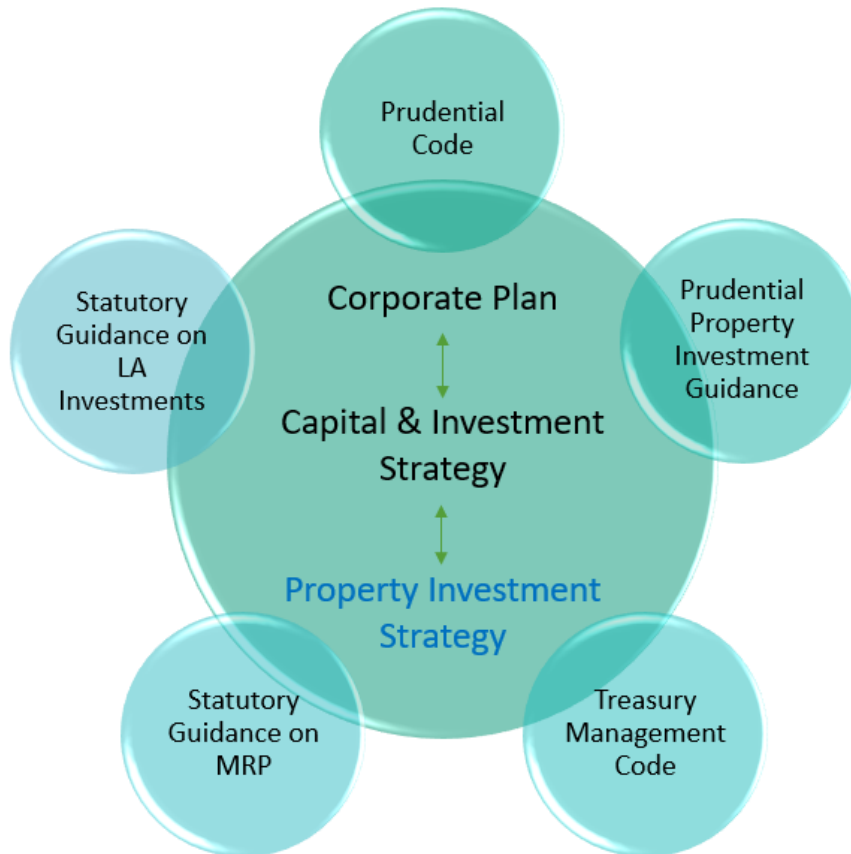 Prudential
Code
Corporate Plan
Capital & Investment
Strategy
Property Investment
Strategy
Prudential
Property
Investment
Guidance
Treasury
Management
Code
Statutory
Guidance on
MRP
Statutory
Guidance on
LA
Investments